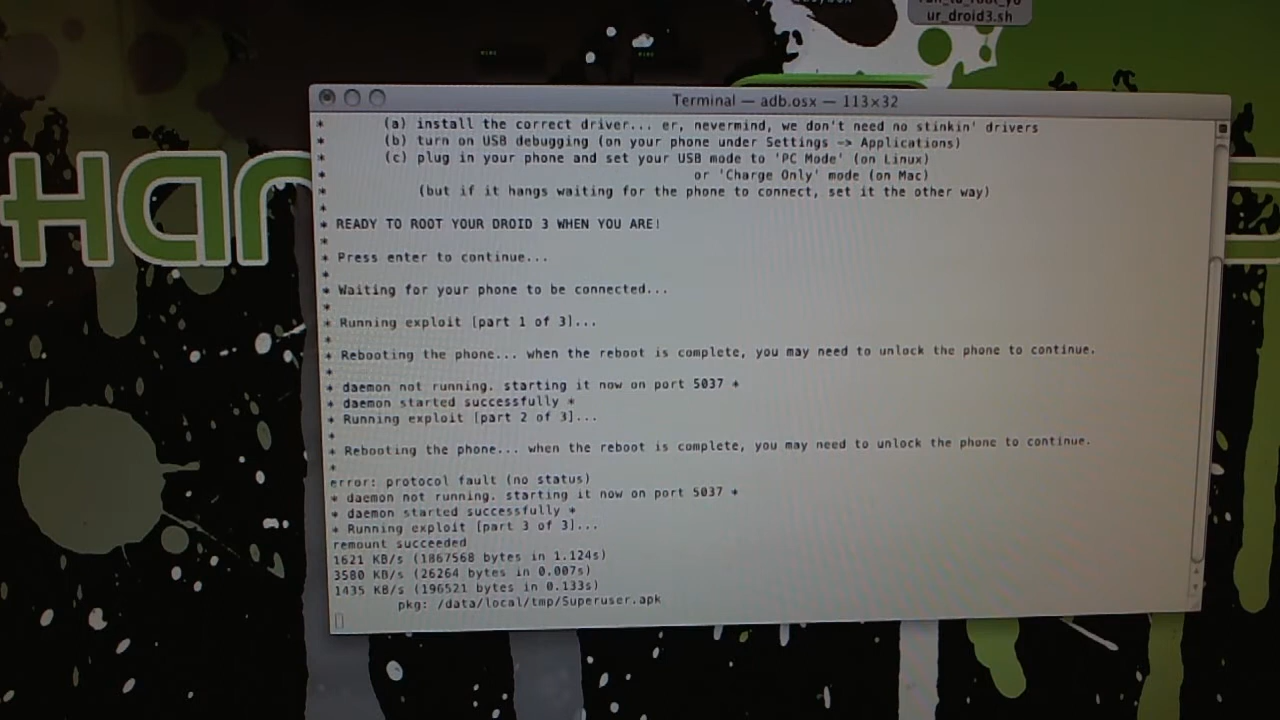 ur_droid3.sh
Terminal — adb.osx — 113×32
* (a) install the correct driver... er, nevermind, we don't need no stinkin' drivers
* (b) turn on USB debugging (on your phone under Settings -> Applications)
* (c) plug in your phone and set your USB mode to 'PC Mode' (on Linux)
* or 'Charge Only' mode (on Mac)
* (but if it hangs waiting for the phone to connect, set it the other way)
*
* READY TO ROOT YOUR DROID 3 WHEN YOU ARE!
*
* Press enter to continue...
*
* Waiting for your phone to be connected...
*
* Running exploit [part 1 of 3]...
*
* Rebooting the phone... when the reboot is complete, you may need to unlock the phone to continue.
*
* daemon not running. starting it now on port 5037 *
* daemon started successfully *
* Running exploit [part 2 of 3]...
*
* Rebooting the phone... when the reboot is complete, you may need to unlock the phone to continue.
*
error: protocol fault (no status)
* daemon not running. starting it now on port 5037 *
* daemon started successfully *
* Running exploit [part 3 of 3]...
remount succeeded
1621 KB/s (1867568 bytes in 1.124s)
3580 KB/s (26264 bytes in 0.007s)
1435 KB/s (196521 bytes in 0.133s)
pkg: /data/local/tmp/Superuser.apk